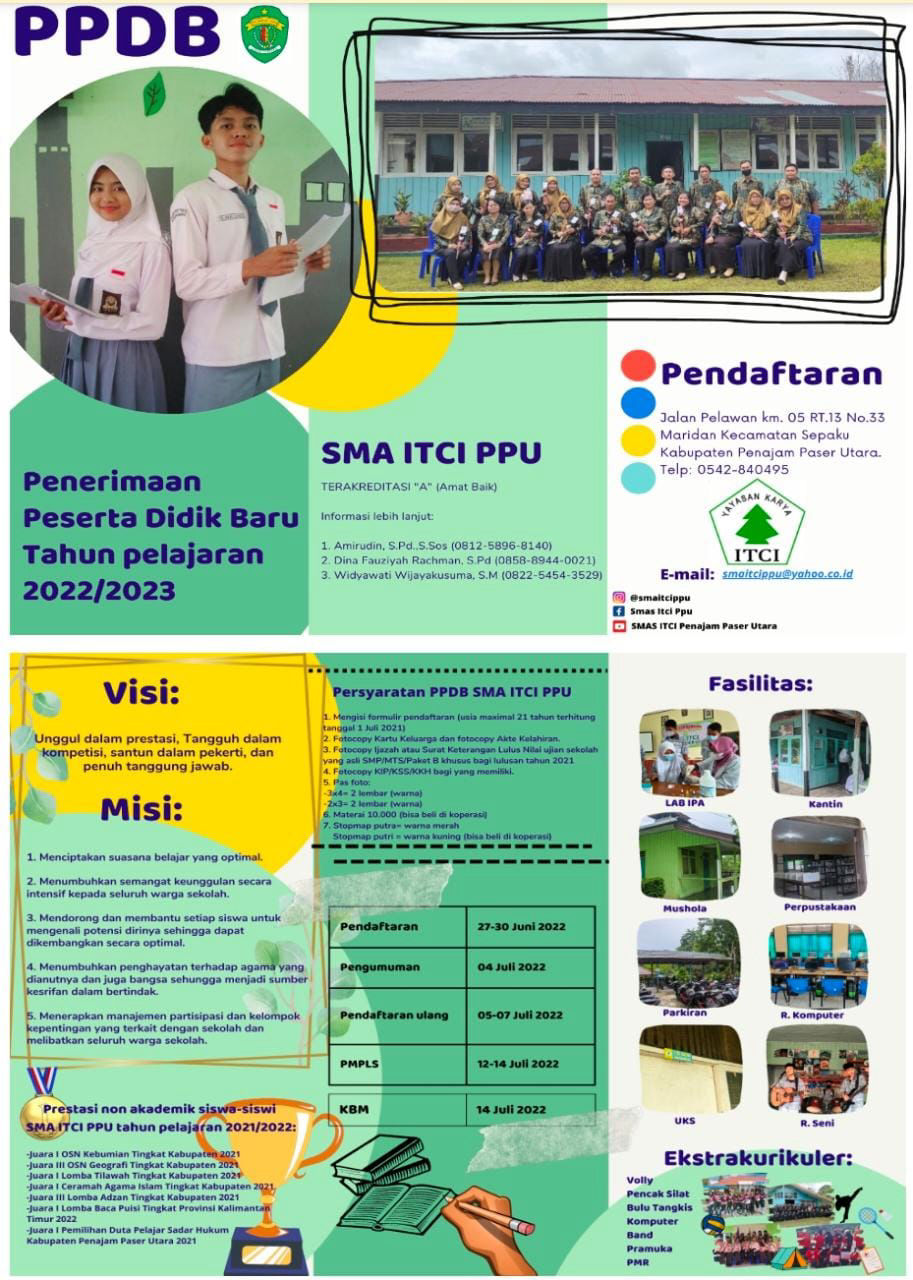 PPDB
Penerimaan
Peserta Didik Baru
Tahun pelajaran
2022/2023
SMA ITCI PPU
TERAKREDITASI "A" (Amat Baik)
Informasi lebih lanjut:
1. Amirudin, S.Pd.,S.Sos (0812-5896-8140)
2. Dina Fauziyah Rachman, S.Pd (0858-8944-0021)
3. Widyawati Wijayakusuma, S.M (0822-5454-3529)
Pendaftaran
Jalan Pelawan km. 05 RT.13 No.33
Maridan Kecamatan Sepaku
Kabupaten Penajam Paser Utara.
Telp: 0542-840495
YAYASAN KARYA
ITCI
E-mail: smaitcippu@yahoo.co.id
@smaitcippu
Smas Itci Ppu
SMAS ITCI Penajam Paser Utara
Visi:
Unggul dalam prestasi, Tangguh dalam
kompetisi, santun dalam pekerti, dan
penuh tanggung jawab.
Misi:
1. Menciptakan suasana belajar yang optimal.
2. Menumbuhkan semangat keunggulan secara
intensif kepada seluruh warga sekolah.
3. Mendorong dan membantu setiap siswa untuk
mengenali potensi dirinya sehingga dapat
dikembangkan secara optimal.
4. Menumbuhkan penghayatan terhadap agama yang
dianutnya dan juga bangsa sehungga menjadi sumber
kesrifan dalam bertindak.
5. Menerapkan manajemen partisipasi dan kelompok
kepentingan yang terkait dengan sekolah dan
melibatkan seluruh warga sekolah.
Prestasi non akademik siswa-siswi
SMA ITCI PPU tahun pelajaran 2021/2022:
-Juara I OSN Kebumian Tingkat Kabupaten 2021
-Juara III OSN Geografi Tingkat Kabupaten 2021
-Juara I Lomba Tilawah Tingkat Kabupaten 2021
-Juara I Ceramah Agama Islam Tingkat Kabupaten 2021
-Juara III Lomba Adzan Tingkat Kabupaten 2021
-Juara I Lomba Baca Puisi Tingkat Provinsi Kalimantan
Timur 2022
-Juara I Pemilihan Duta Pelajar Sadar Hukum
Kabupaten Penajam Paser Utara 2021
Persyaratan PPDB SMA ITCI PPU
1. Mengisi formulir pendaftaran (usia maximal 21 tahun terhitung
tanggal 1 Juli 2021)
2. Fotocopy Kartu Keluarga dan fotocopy Akte Kelahiran.
3. Fotocopy Ijazah atau Surat Keterangan Lulus Nilai ujian sekolah
yang asli SMP/MTS/Paket B khusus bagi lulusan tahun 2021
4. Fotocopy KIP/KSS/KKH bagi yang memiliki.
5. Pas foto:
-3x4= 2 lembar (warna)
-2x3= 2 lembar (warna)
6. Materai 10.000 (bisa beli di koperasi)
7. Stopmap putra= warna merah
Stopmap putri = warna kuning (bisa beli di koperasi)
Pendaftaran 27-30 Juni 2022
Pengumuman 04 Juli 2022
Pendaftaran ulang 05-07 Juli 2022
PMPLS 12-14 Juli 2022
KBM 14 Juli 2022
Fasilitas:
LAB IPA
Kantin
Mushola
Perpustakaan
Parkiran
R. Komputer
UKS
R. Seni
Ekstrakurikuler:
Volly
Pencak Silat
Bulu Tangkis
Komputer
Band
Pramuka
PMR